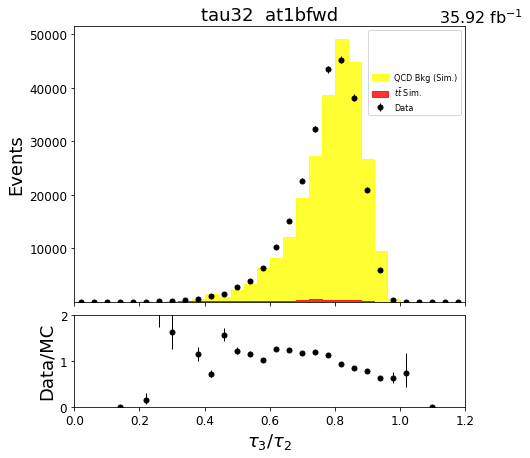 tau32 at1bfwd
35.92 fb⁻¹
50000
40000
30000
20000
10000
Events
QCD Bkg (Sim.)
tt̄ Sim.
Data
2
1
0
Data/MC
0.0 0.2 0.4 0.6 0.8 1.0 1.2
τ₃/τ₂